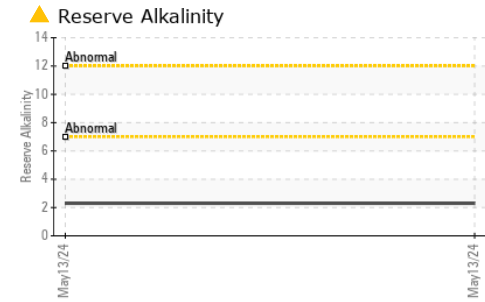 Reserve Alkalinity
14
12
10
8
6
4
2
0
Reserve Alkalinity
Abnormal
Abnormal
May13/24
May13/24